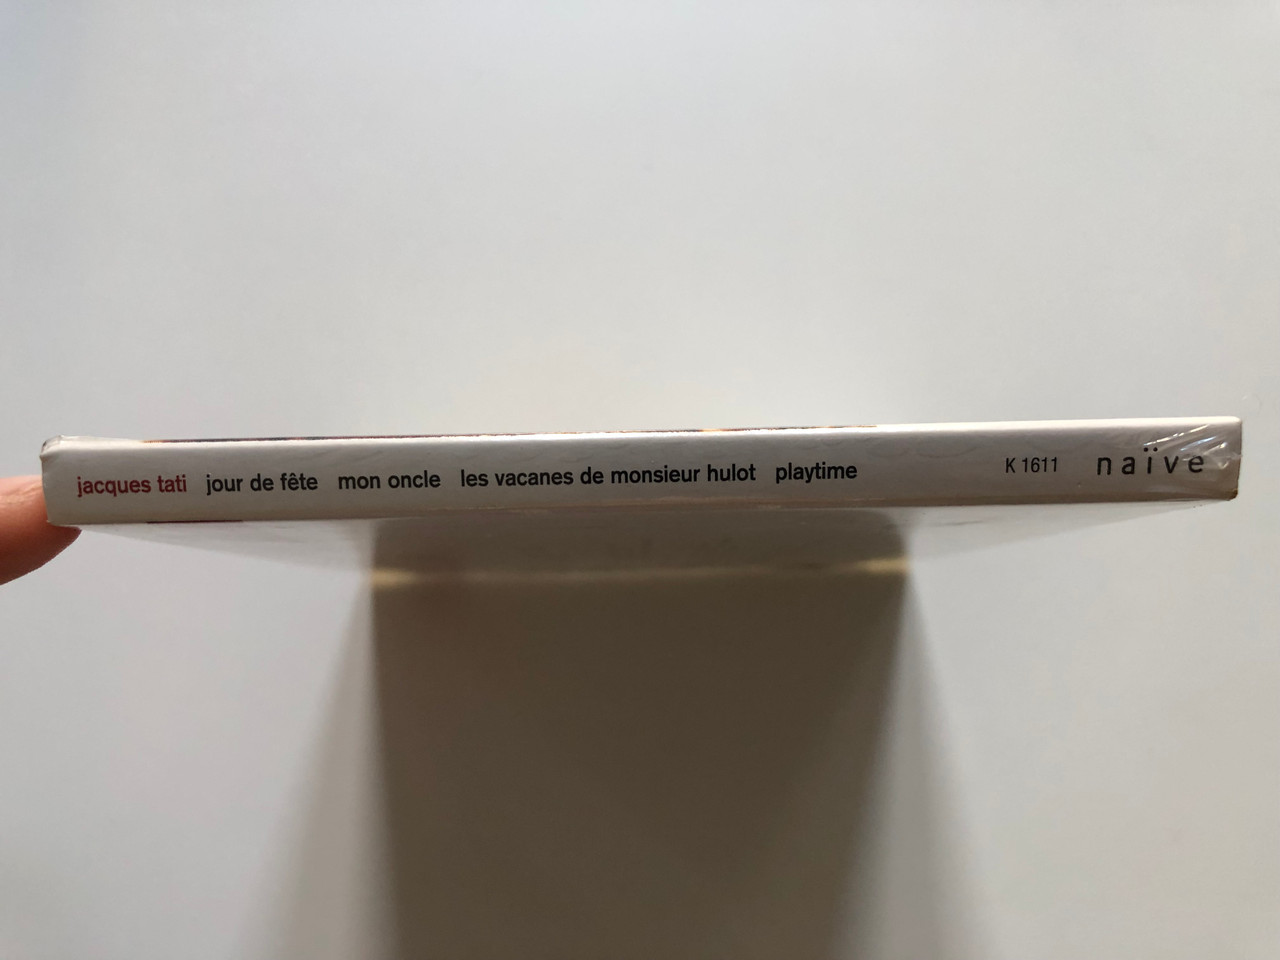 jacques tati jour de fête mon oncle les vacanes de monsieur hulot playtime K 1611 naïve